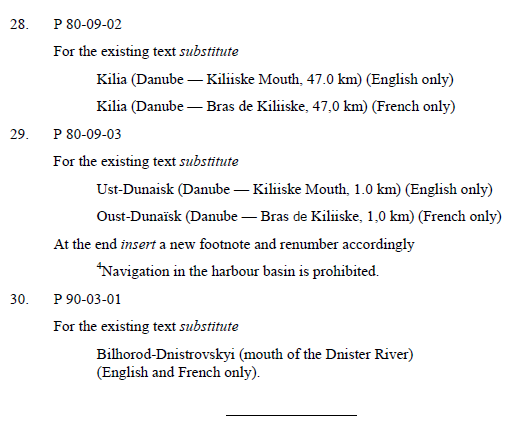 28. P 80-09-02
For the existing text substitute
Kilia (Danube — Kiliiske Mouth, 47.0 km) (English only)
Kilia (Danube — Bras de Kiliiske, 47,0 km) (French only)
29. P 80-09-03
For the existing text substitute
Ust-Dunaisk (Danube — Kiliiske Mouth, 1.0 km) (English only)
Oust-Dunaïsk (Danube — Bras de Kiliiske, 1,0 km) (French only)
At the end insert a new footnote and renumber accordingly
⁴Navigation in the harbour basin is prohibited.
30. P 90-03-01
For the existing text substitute
Bilhorod-Dnistrovskyi (mouth of the Dnister River)
(English and French only).